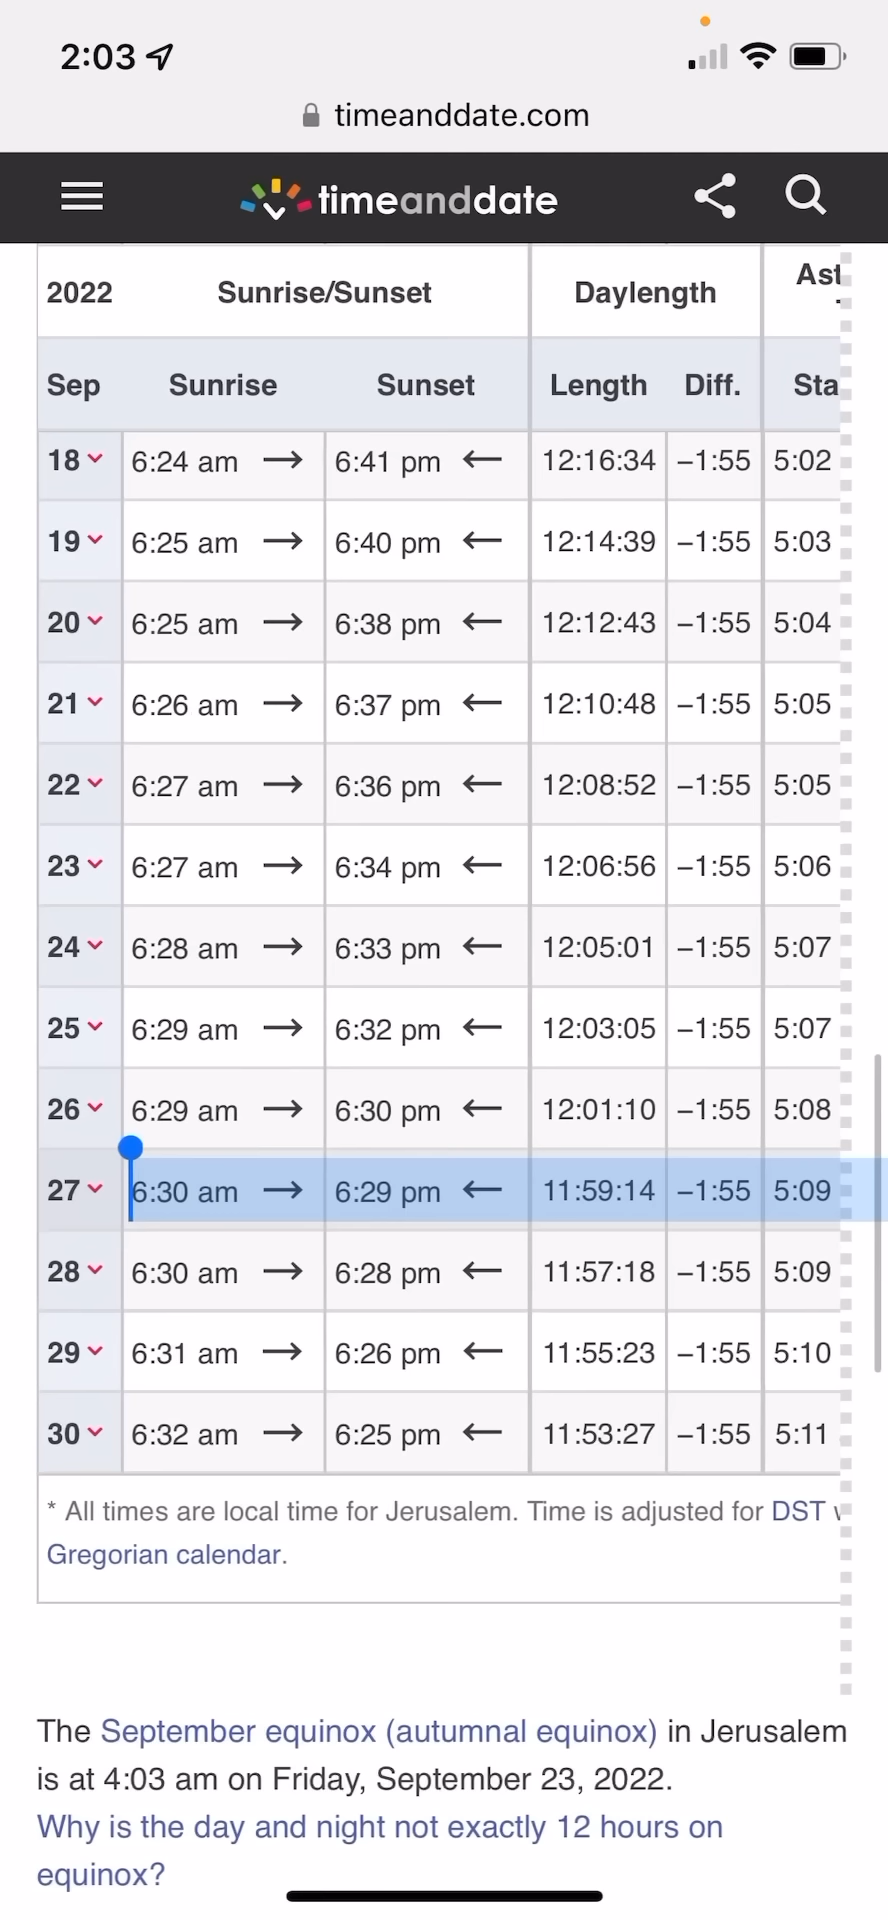 2:03
timeanddate.com
timeanddate
2022 Sunrise/Sunset Daylength Ast
Sep Sunrise Sunset Length Diff. Sta
18 6:24 am → 6:41 pm ← 12:16:34 −1:55 5:02
19 6:25 am → 6:40 pm ← 12:14:39 −1:55 5:03
20 6:25 am → 6:38 pm ← 12:12:43 −1:55 5:04
21 6:26 am → 6:37 pm ← 12:10:48 −1:55 5:05
22 6:27 am → 6:36 pm ← 12:08:52 −1:55 5:05
23 6:27 am → 6:34 pm ← 12:06:56 −1:55 5:06
24 6:28 am → 6:33 pm ← 12:05:01 −1:55 5:07
25 6:29 am → 6:32 pm ← 12:03:05 −1:55 5:07
26 6:29 am → 6:30 pm ← 12:01:10 −1:55 5:08
27 6:30 am → 6:29 pm ← 11:59:14 −1:55 5:09
28 6:30 am → 6:28 pm ← 11:57:18 −1:55 5:09
29 6:31 am → 6:26 pm ← 11:55:23 −1:55 5:10
30 6:32 am → 6:25 pm ← 11:53:27 −1:55 5:11
* All times are local time for Jerusalem. Time is adjusted for DST
Gregorian calendar.
The September equinox (autumnal equinox) in Jerusalem
is at 4:03 am on Friday, September 23, 2022.
Why is the day and night not exactly 12 hours on
equinox?